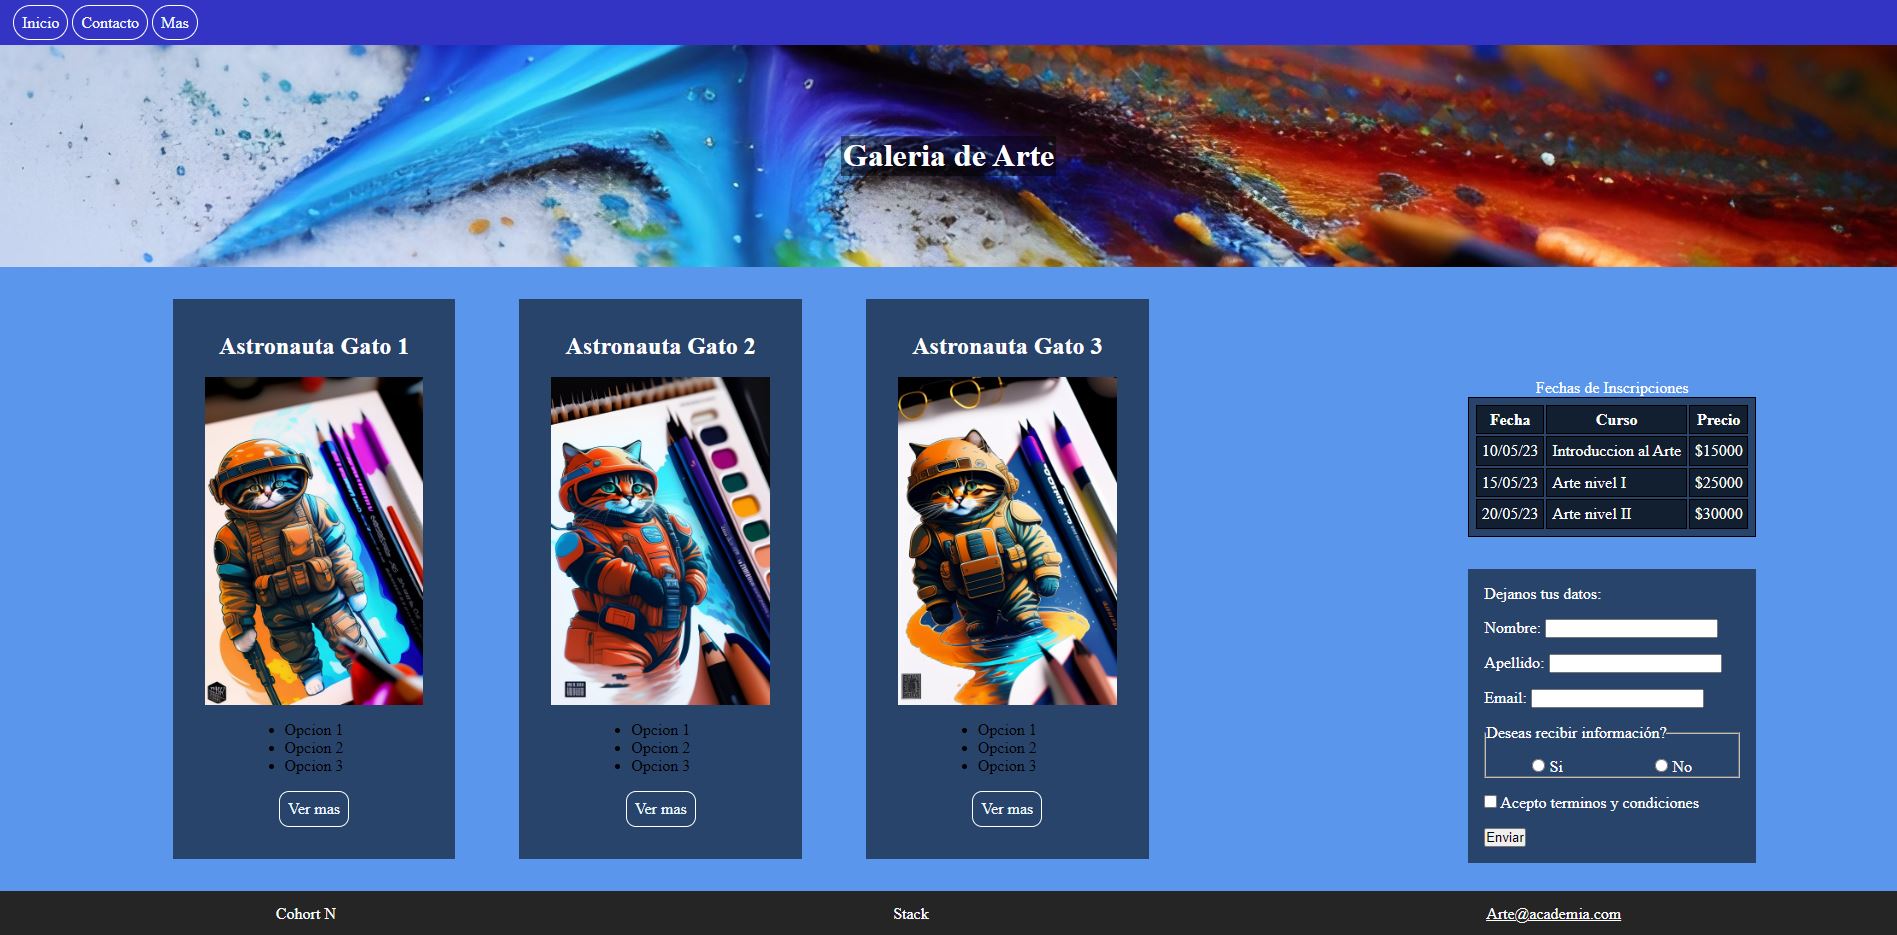 Inicio Contacto Mas
Galeria de Arte
Astronauta Gato 1
Opcion 1
Opcion 2
Opcion 3
Ver mas
Astronauta Gato 2
Opcion 1
Opcion 2
Opcion 3
Ver mas
Astronauta Gato 3
Opcion 1
Opcion 2
Opcion 3
Ver mas
Fechas de Inscripciones
Fecha Curso Precio
10/05/23 Introduccion al Arte $15000
15/05/23 Arte nivel I $25000
20/05/23 Arte nivel II $30000
Dejanos tus datos:
Nombre:
Apellido:
Email:
Deseas recibir información?
Si No
Acepto terminos y condiciones
Enviar
Cohort N Stack Arte@academia.com